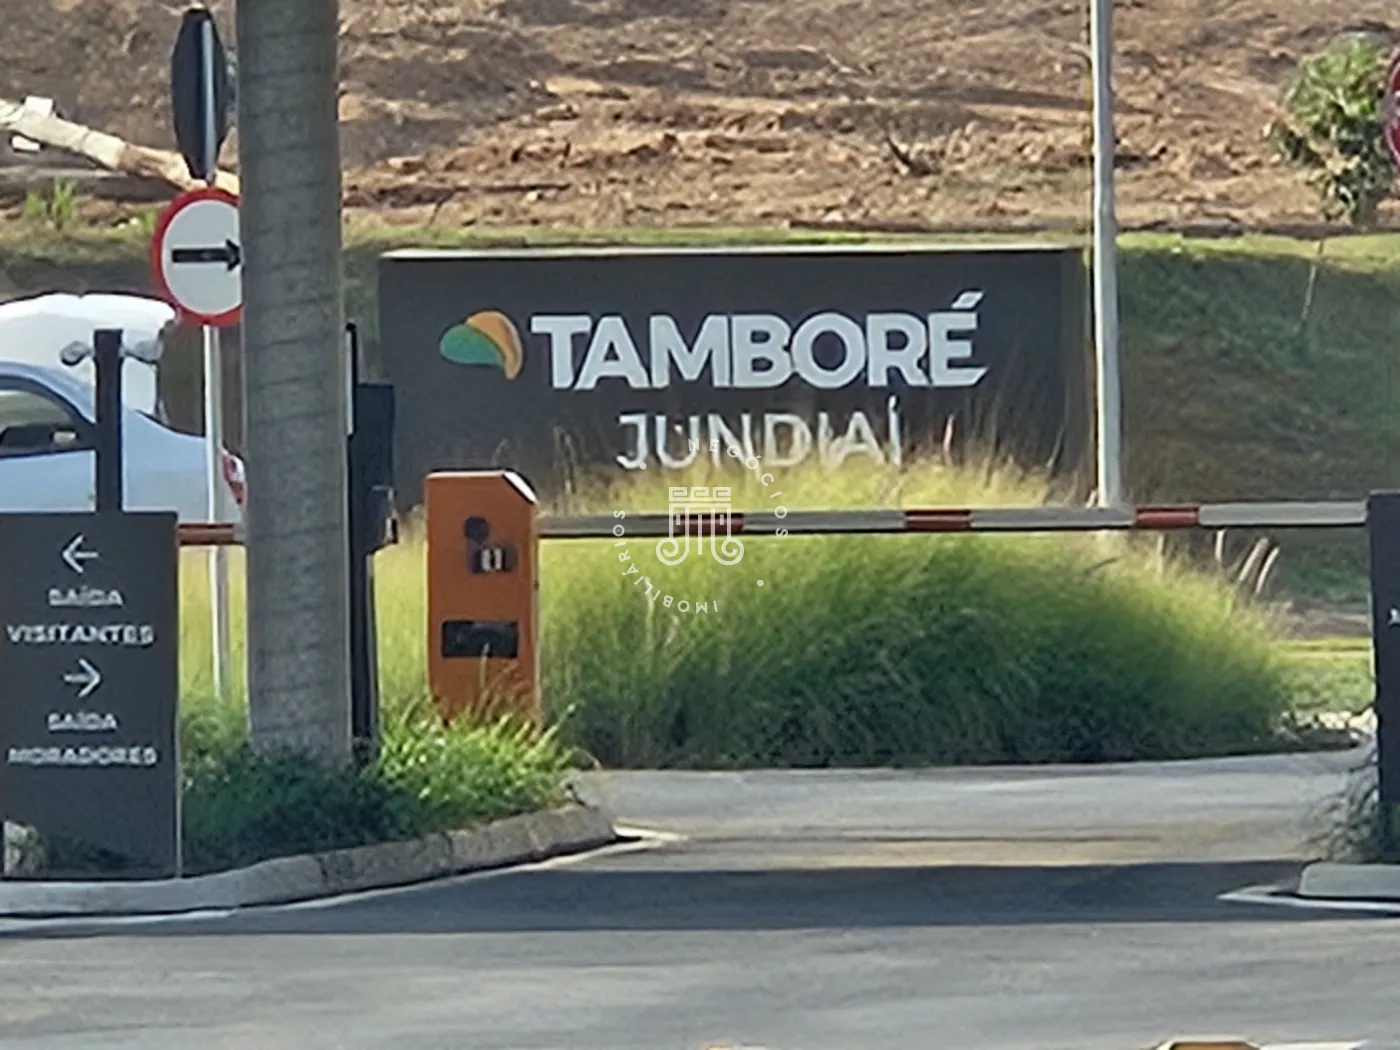 TAMBORÉ
JUNDIAÍ
NEGÓCIOS
IMOBILIÁRIOS
SAÍDA
VISITANTES
SAÍDA
MORADORES